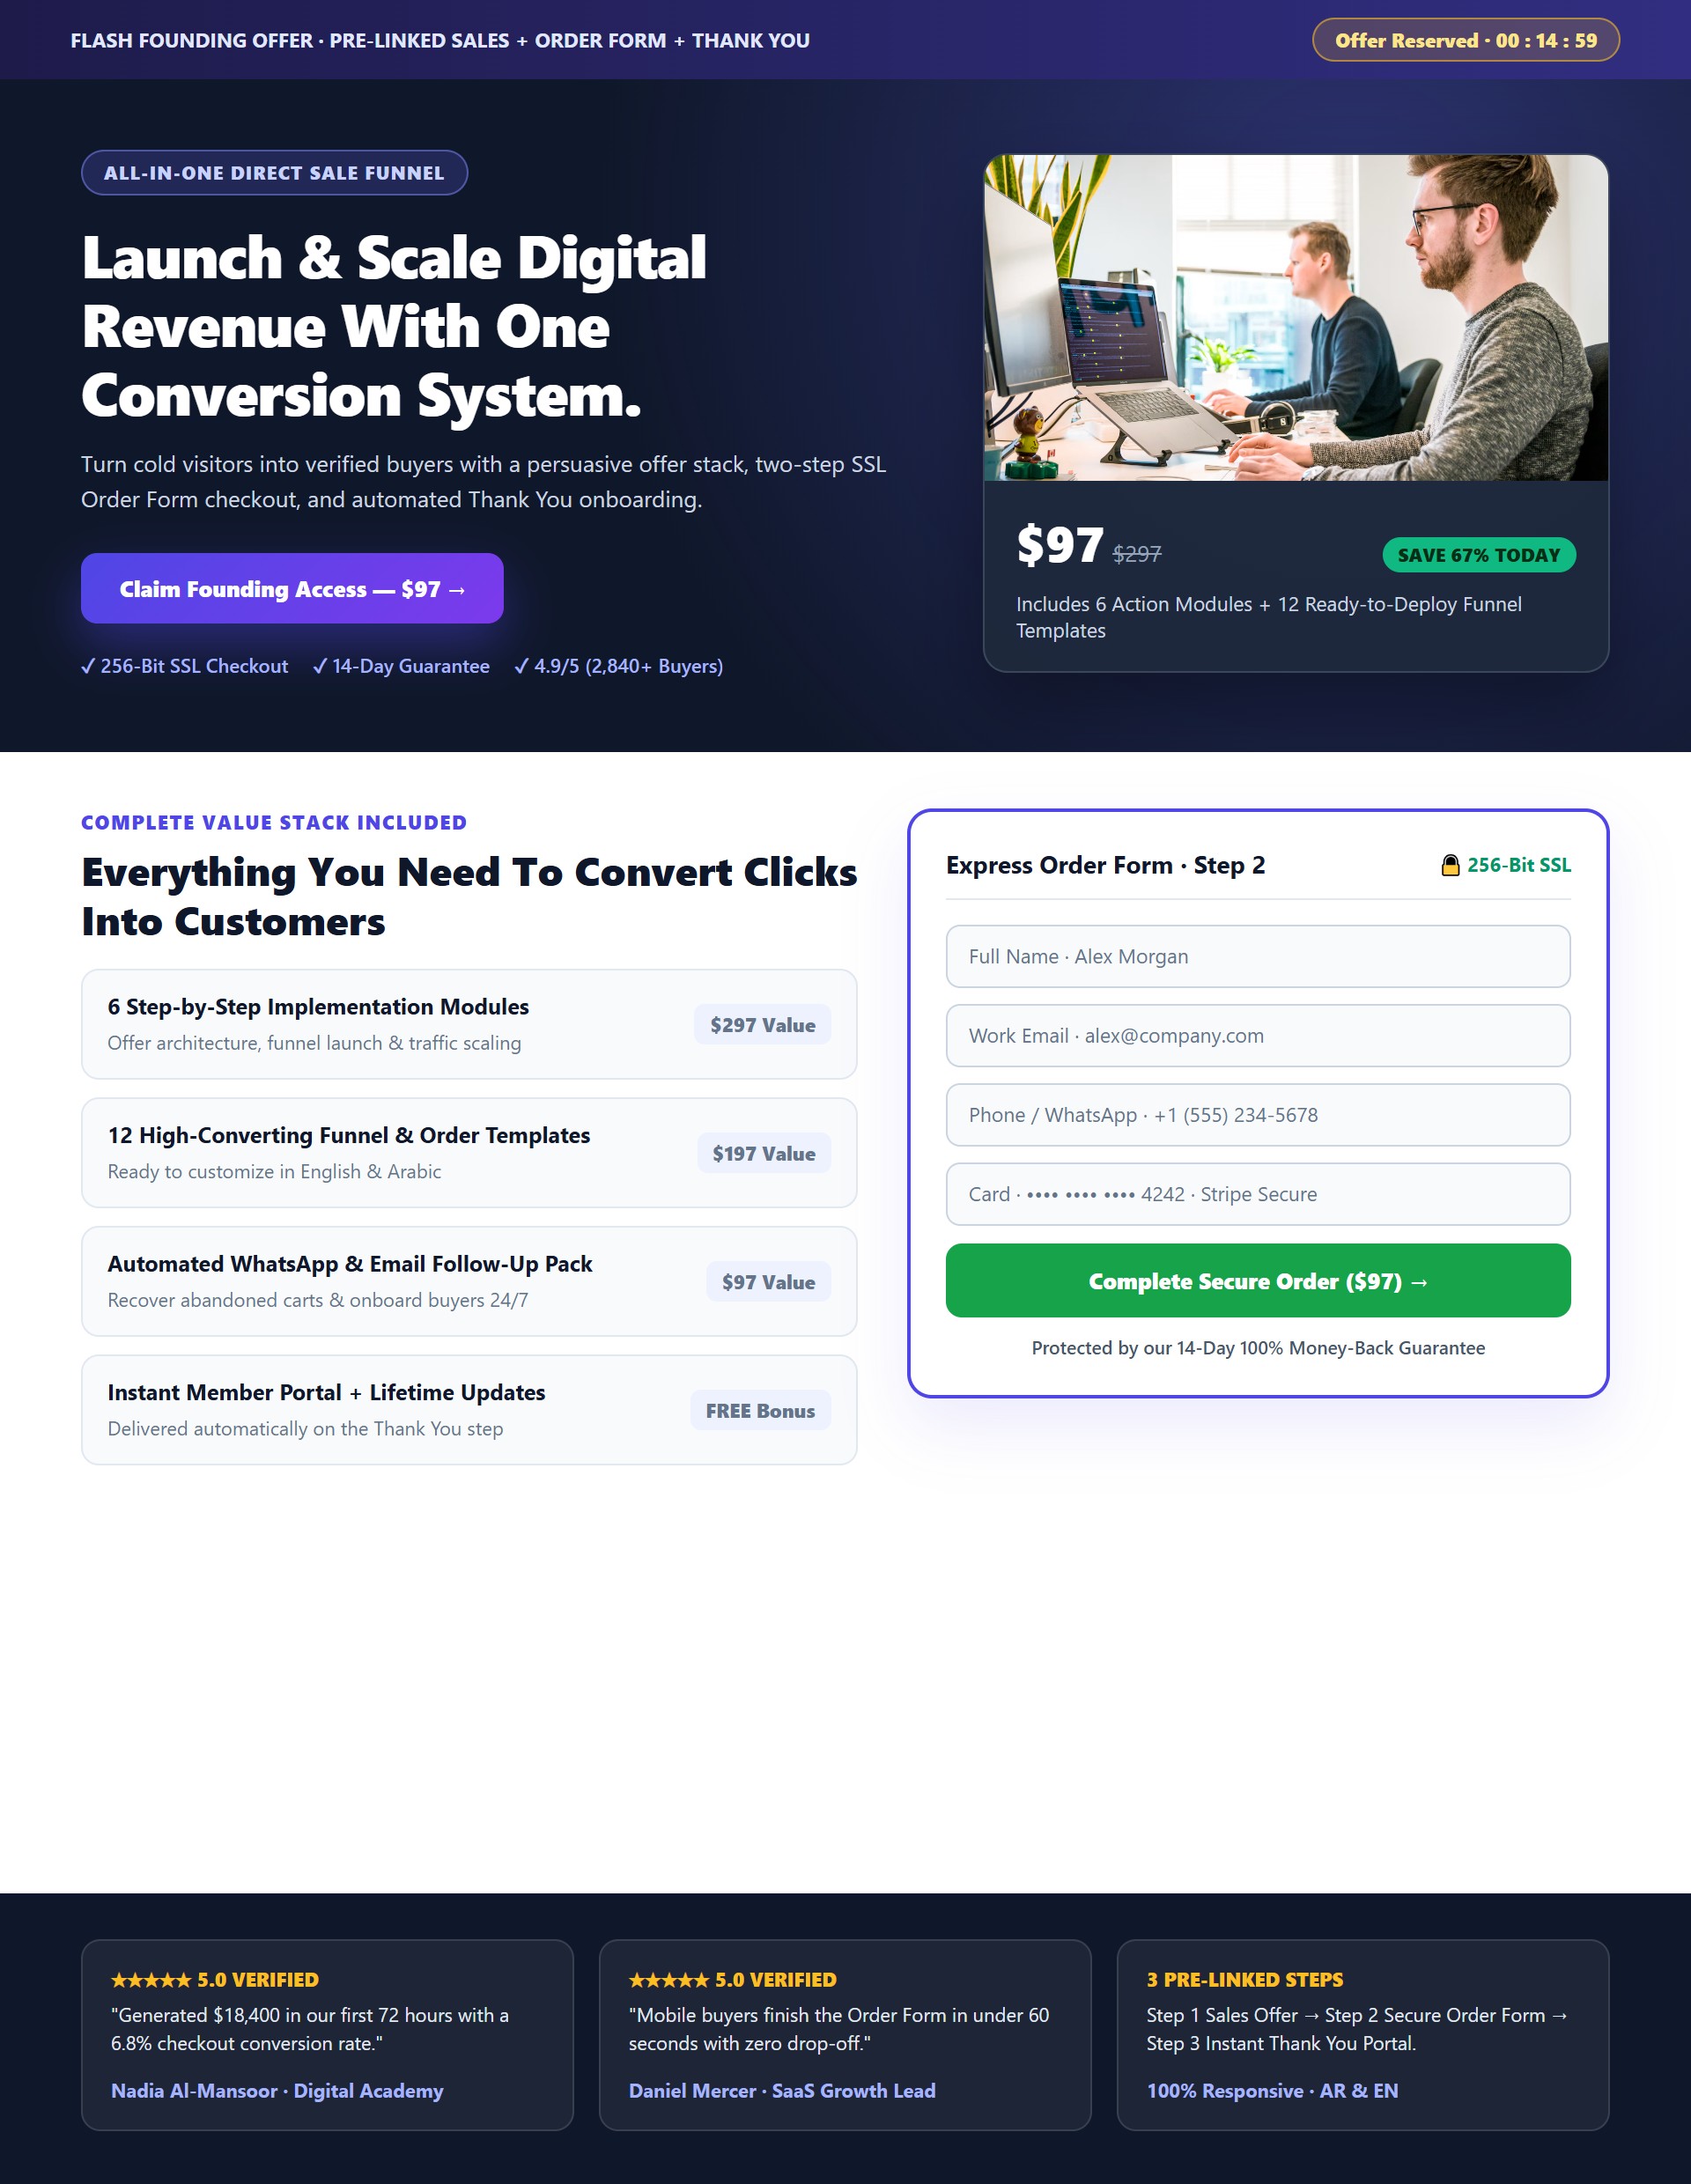 FLASH FOUNDING OFFER · PRE-LINKED SALES + ORDER FORM + THANK YOU
Offer Reserved · 00 : 14 : 59
ALL-IN-ONE DIRECT SALE FUNNEL
Launch & Scale Digital
Revenue With One
Conversion System.
Turn cold visitors into verified buyers with a persuasive offer stack, two-step SSL
Order Form checkout, and automated Thank You onboarding.
Claim Founding Access — $97 →
✓ 256-Bit SSL Checkout ✓ 14-Day Guarantee ✓ 4.9/5 (2,840+ Buyers)
$97 $297
SAVE 67% TODAY
Includes 6 Action Modules + 12 Ready-to-Deploy Funnel
Templates
COMPLETE VALUE STACK INCLUDED
Everything You Need To Convert Clicks
Into Customers
6 Step-by-Step Implementation Modules
Offer architecture, funnel launch & traffic scaling
$297 Value
12 High-Converting Funnel & Order Templates
Ready to customize in English & Arabic
$197 Value
Automated WhatsApp & Email Follow-Up Pack
Recover abandoned carts & onboard buyers 24/7
$97 Value
Instant Member Portal + Lifetime Updates
Delivered automatically on the Thank You step
FREE Bonus
Express Order Form · Step 2
🔒 256-Bit SSL
Full Name · Alex Morgan
Work Email · alex@company.com
Phone / WhatsApp · +1 (555) 234-5678
Card · •••• •••• •••• 4242 · Stripe Secure
Complete Secure Order ($97) →
Protected by our 14-Day 100% Money-Back Guarantee
★★★★★ 5.0 VERIFIED
"Generated $18,400 in our first 72 hours with a
6.8% checkout conversion rate."
Nadia Al-Mansoor · Digital Academy
★★★★★ 5.0 VERIFIED
"Mobile buyers finish the Order Form in under 60
seconds with zero drop-off."
Daniel Mercer · SaaS Growth Lead
3 PRE-LINKED STEPS
Step 1 Sales Offer → Step 2 Secure Order Form →
Step 3 Instant Thank You Portal.
100% Responsive · AR & EN